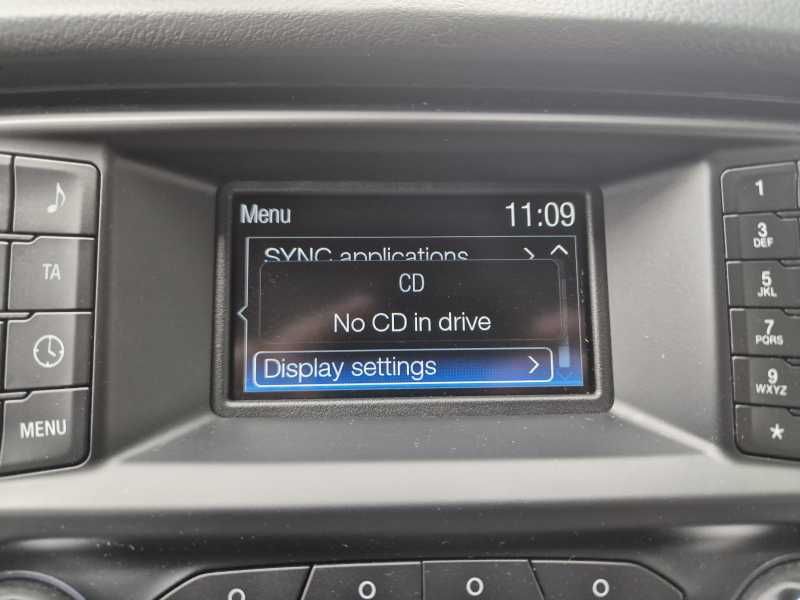 Menu 11:09
SYNC applications
CD
No CD in drive
Display settings
TA
MENU
1
3
DEF
5
JKL
7
PQRS
9
WXYZ
*